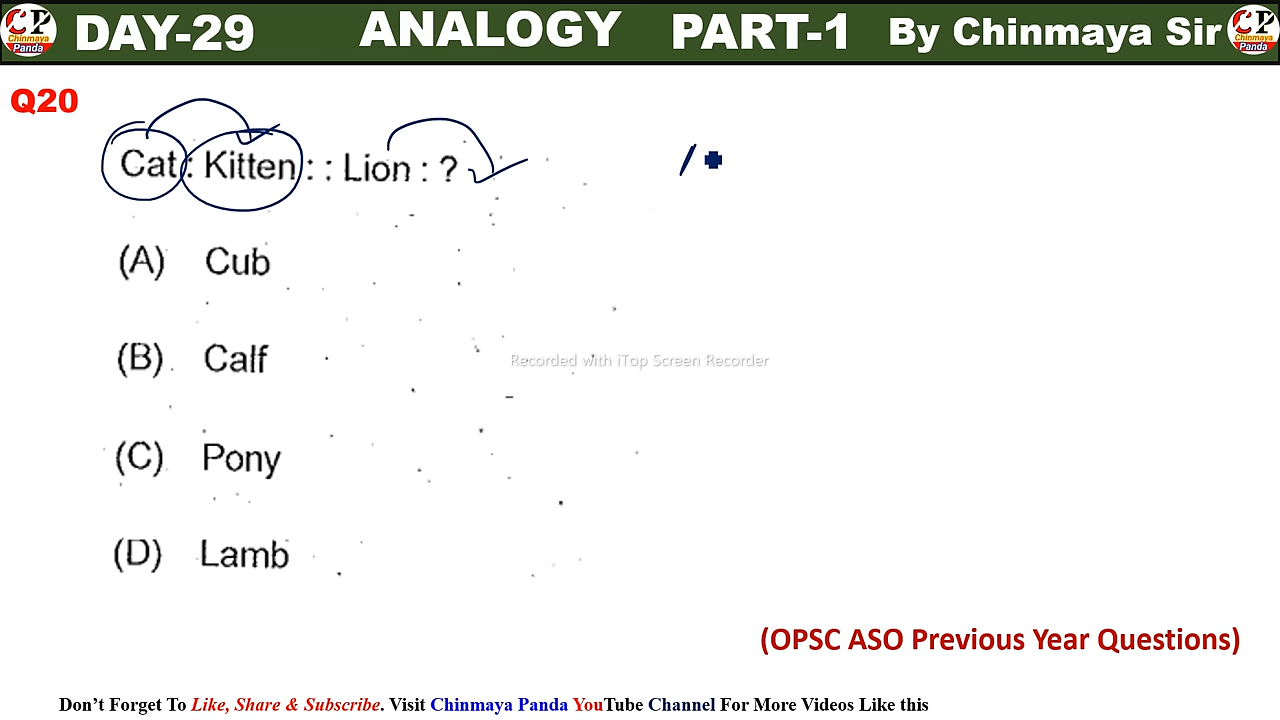 CP Chinmaya Panda DAY-29 ANALOGY PART-1 By Chinmaya Sir CP Chinmaya Panda
Q20
Cat : Kitten : : Lion : ?
(A) Cub
(B) Calf
Recorded with iTop Screen Recorder
(C) Pony
(D) Lamb
(OPSC ASO Previous Year Questions)
Don't Forget To Like, Share & Subscribe. Visit Chinmaya Panda YouTube Channel For More Videos Like this